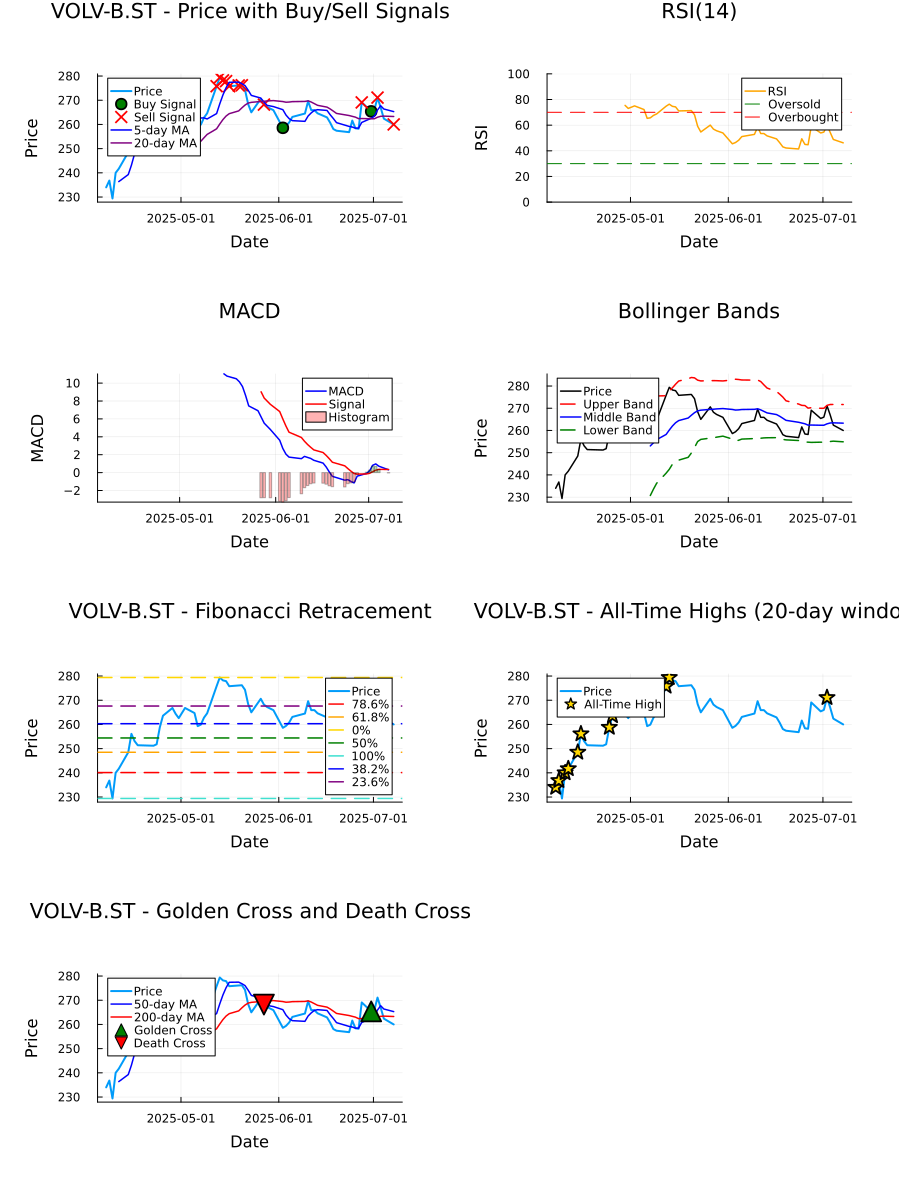 VOLV-B.ST - Price with Buy/Sell Signals
Price
280
270
260
250
240
230
Price
Buy Signal
Sell Signal
5-day MA
20-day MA
2025-05-01
2025-06-01
2025-07-01
Date
RSI(14)
RSI
100
80
60
40
20
0
RSI
Oversold
Overbought
2025-05-01
2025-06-01
2025-07-01
Date
MACD
MACD
10
8
6
4
2
0
−2
MACD
Signal
Histogram
2025-05-01
2025-06-01
2025-07-01
Date
Bollinger Bands
Price
280
270
260
250
240
230
Price
Upper Band
Middle Band
Lower Band
2025-05-01
2025-06-01
2025-07-01
Date
VOLV-B.ST - Fibonacci Retracement
Price
280
270
260
250
240
230
Price
78.6%
61.8%
0%
50%
100%
38.2%
23.6%
2025-05-01
2025-06-01
2025-07-01
Date
VOLV-B.ST - All-Time Highs (20-day windo
Price
280
270
260
250
240
230
Price
All-Time High
2025-05-01
2025-06-01
2025-07-01
Date
VOLV-B.ST - Golden Cross and Death Cross
Price
280
270
260
250
240
230
Price
50-day MA
200-day MA
Golden Cross
Death Cross
2025-05-01
2025-06-01
2025-07-01
Date